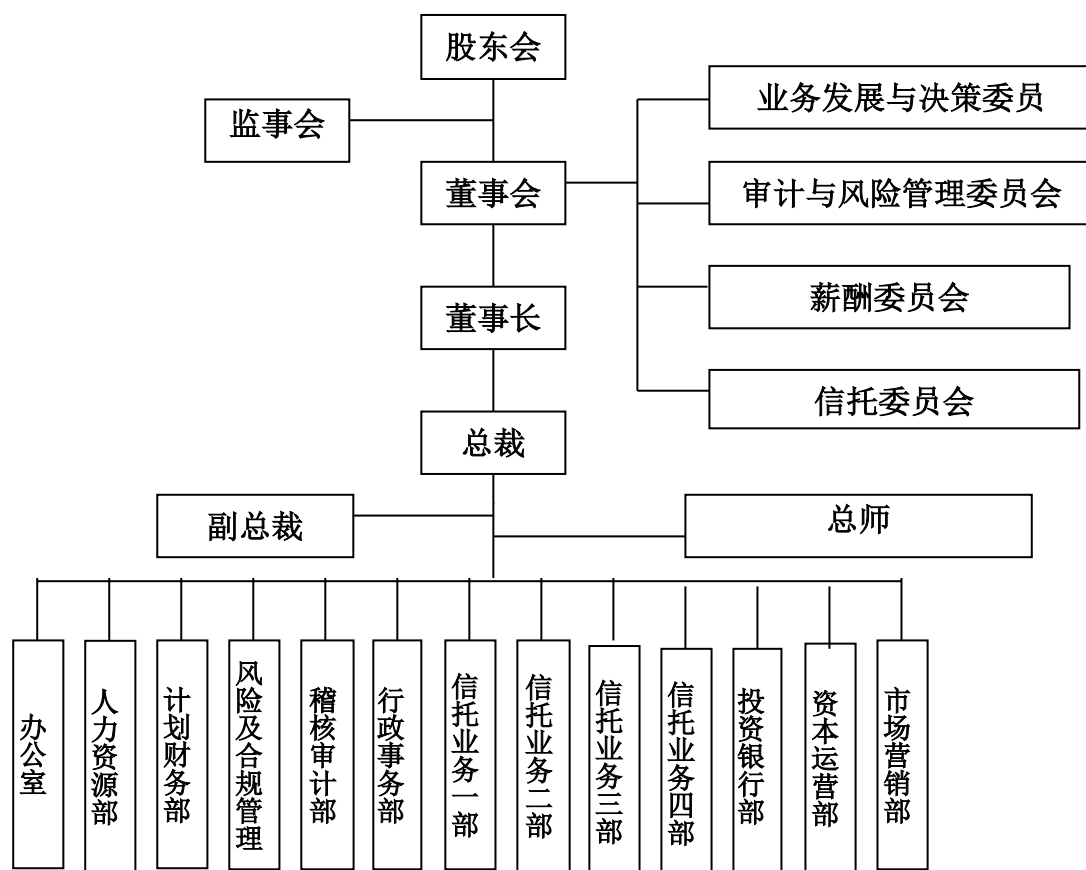 股东会
业务发展与决策委员
监事会
董事会
审计与风险管理委员会
董事长
薪酬委员会
信托委员会
总裁
副总裁
总师
办公室
人力资源部
计划财务部
风险及合规管理
稽核审计部
行政事务部
信托业务一部
信托业务二部
信托业务三部
信托业务四部
投资银行部
资本运营部
市场营销部